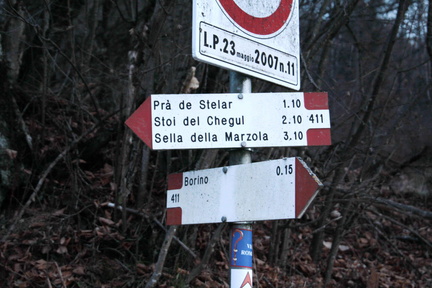 L.P.23 maggio 2007 n.11
Prà de Stelar 1.10
Stoi del Chegul 2.10 411
Sella della Marzola 3.10
Borino 0.15
411